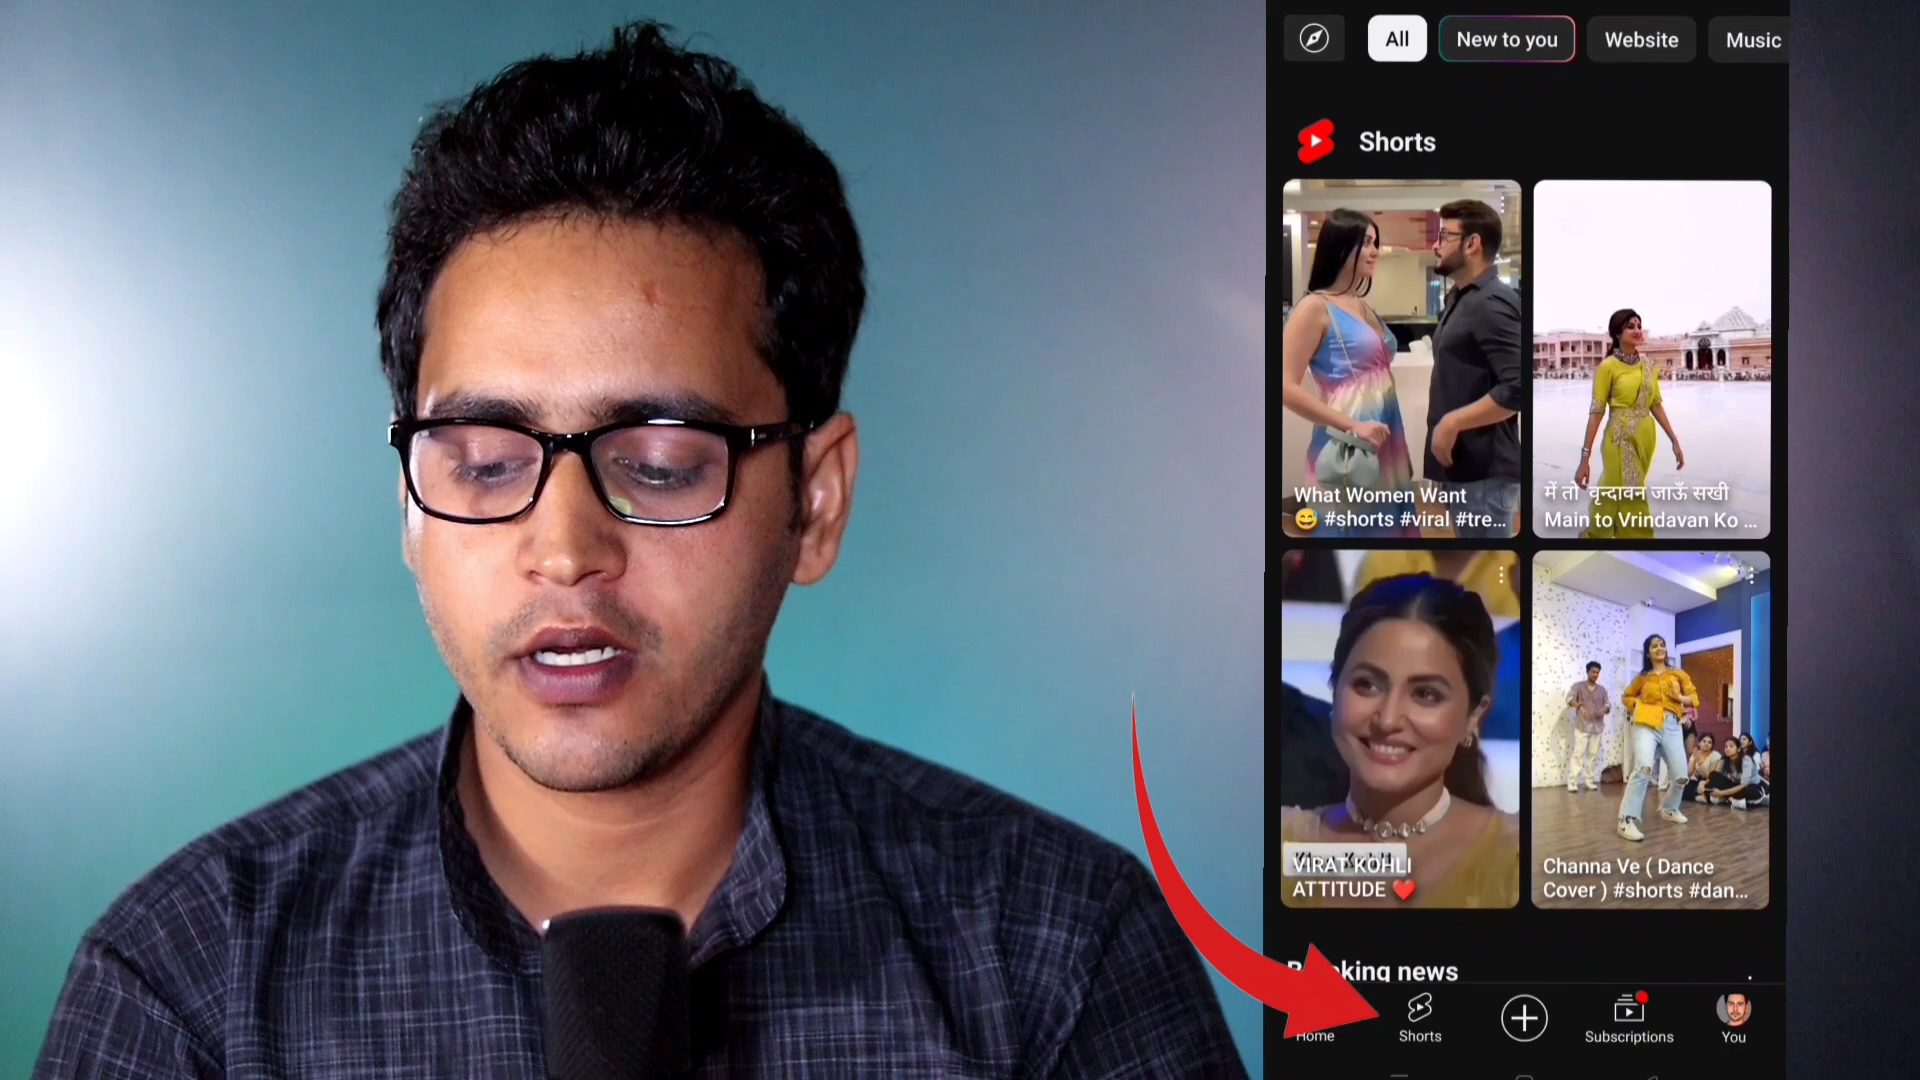 All
New to you
Website
Music
Shorts
What Women Want
😅 #shorts #viral #tre...
में तो वृन्दावन जाऊँ सखी
Main to Vrindavan Ko ...
VIRAT KOHLI
ATTITUDE ❤️
Channa Ve ( Dance
Cover ) #shorts #dan...
king news
Home
Shorts
Subscriptions
You